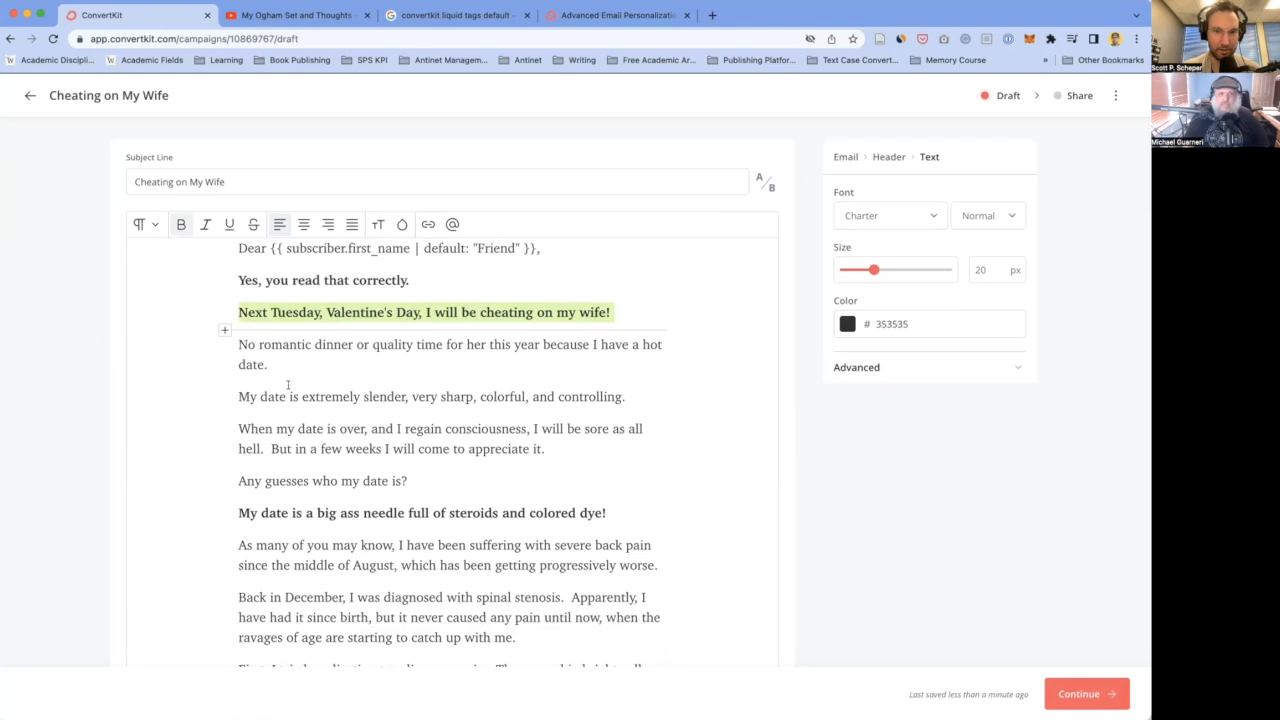 ConvertKit
My Ogham Set and Thoughts -
convertkit liquid tags default -
Advanced Email Personalizatio
app.convertkit.com/campaigns/10869767/draft
Academic Discipli...
Academic Fields
Learning
Book Publishing
SPS KPI
Antinet Managem...
Antinet
Writing
Free Academic Ar...
Publishing Platfor...
Text Case Convert...
Memory Course
»
Other Bookmarks
Scott P. Scheper
Michael Guarneri
Cheating on My Wife
Draft
Share
Subject Line
Cheating on My Wife
A/B
Dear {{ subscriber.first_name | default: "Friend" }},
Yes, you read that correctly.
Next Tuesday, Valentine's Day, I will be cheating on my wife!
No romantic dinner or quality time for her this year because I have a hot
date.
My date is extremely slender, very sharp, colorful, and controlling.
When my date is over, and I regain consciousness, I will be sore as all
hell.  But in a few weeks I will come to appreciate it.
Any guesses who my date is?
My date is a big ass needle full of steroids and colored dye!
As many of you may know, I have been suffering with severe back pain
since the middle of August, which has been getting progressively worse.
Back in December, I was diagnosed with spinal stenosis.  Apparently, I
have had it since birth, but it never caused any pain until now, when the
ravages of age are starting to catch up with me.
Email > Header > Text
Font
Charter
Normal
Size
20 px
Color
# 353535
Advanced
Last saved less than a minute ago
Continue